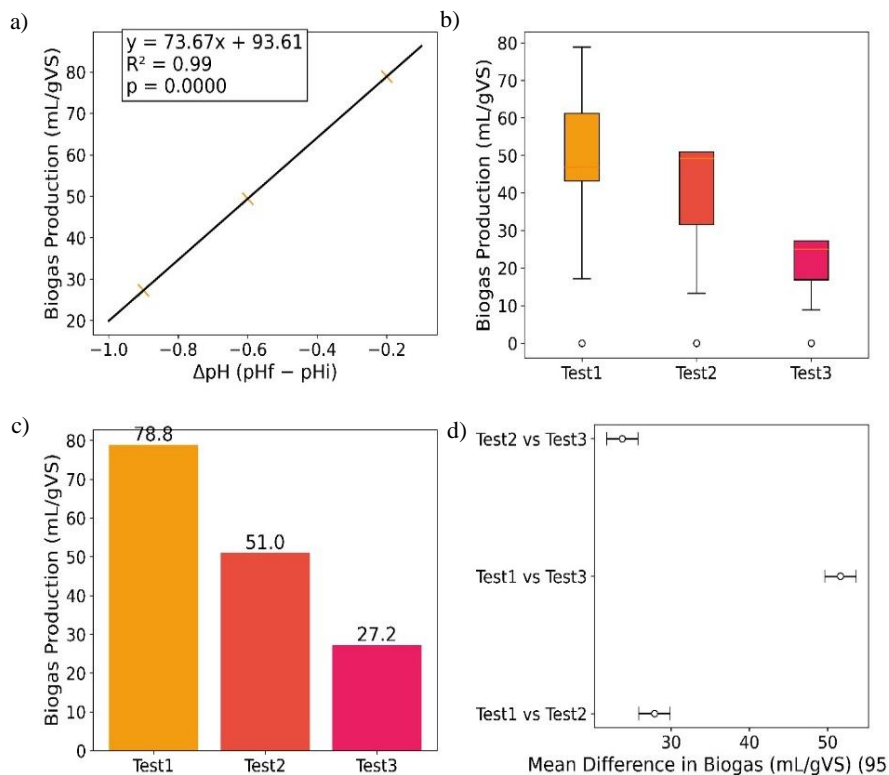 a)
y = 73.67x + 93.61
R² = 0.99
p = 0.0000
Biogas Production (mL/gVS)
80
70
60
50
40
30
20
−1.0 −0.8 −0.6 −0.4 −0.2
ΔpH (pHf − pHi)
b)
Biogas Production (mL/gVS)
80
70
60
50
40
30
20
10
0
Test1 Test2 Test3
c)
Biogas Production (mL/gVS)
80
70
60
50
40
30
20
10
0
78.8
51.0
27.2
Test1 Test2 Test3
d)
Test2 vs Test3
Test1 vs Test3
Test1 vs Test2
30 40 50
Mean Difference in Biogas (mL/gVS) (95